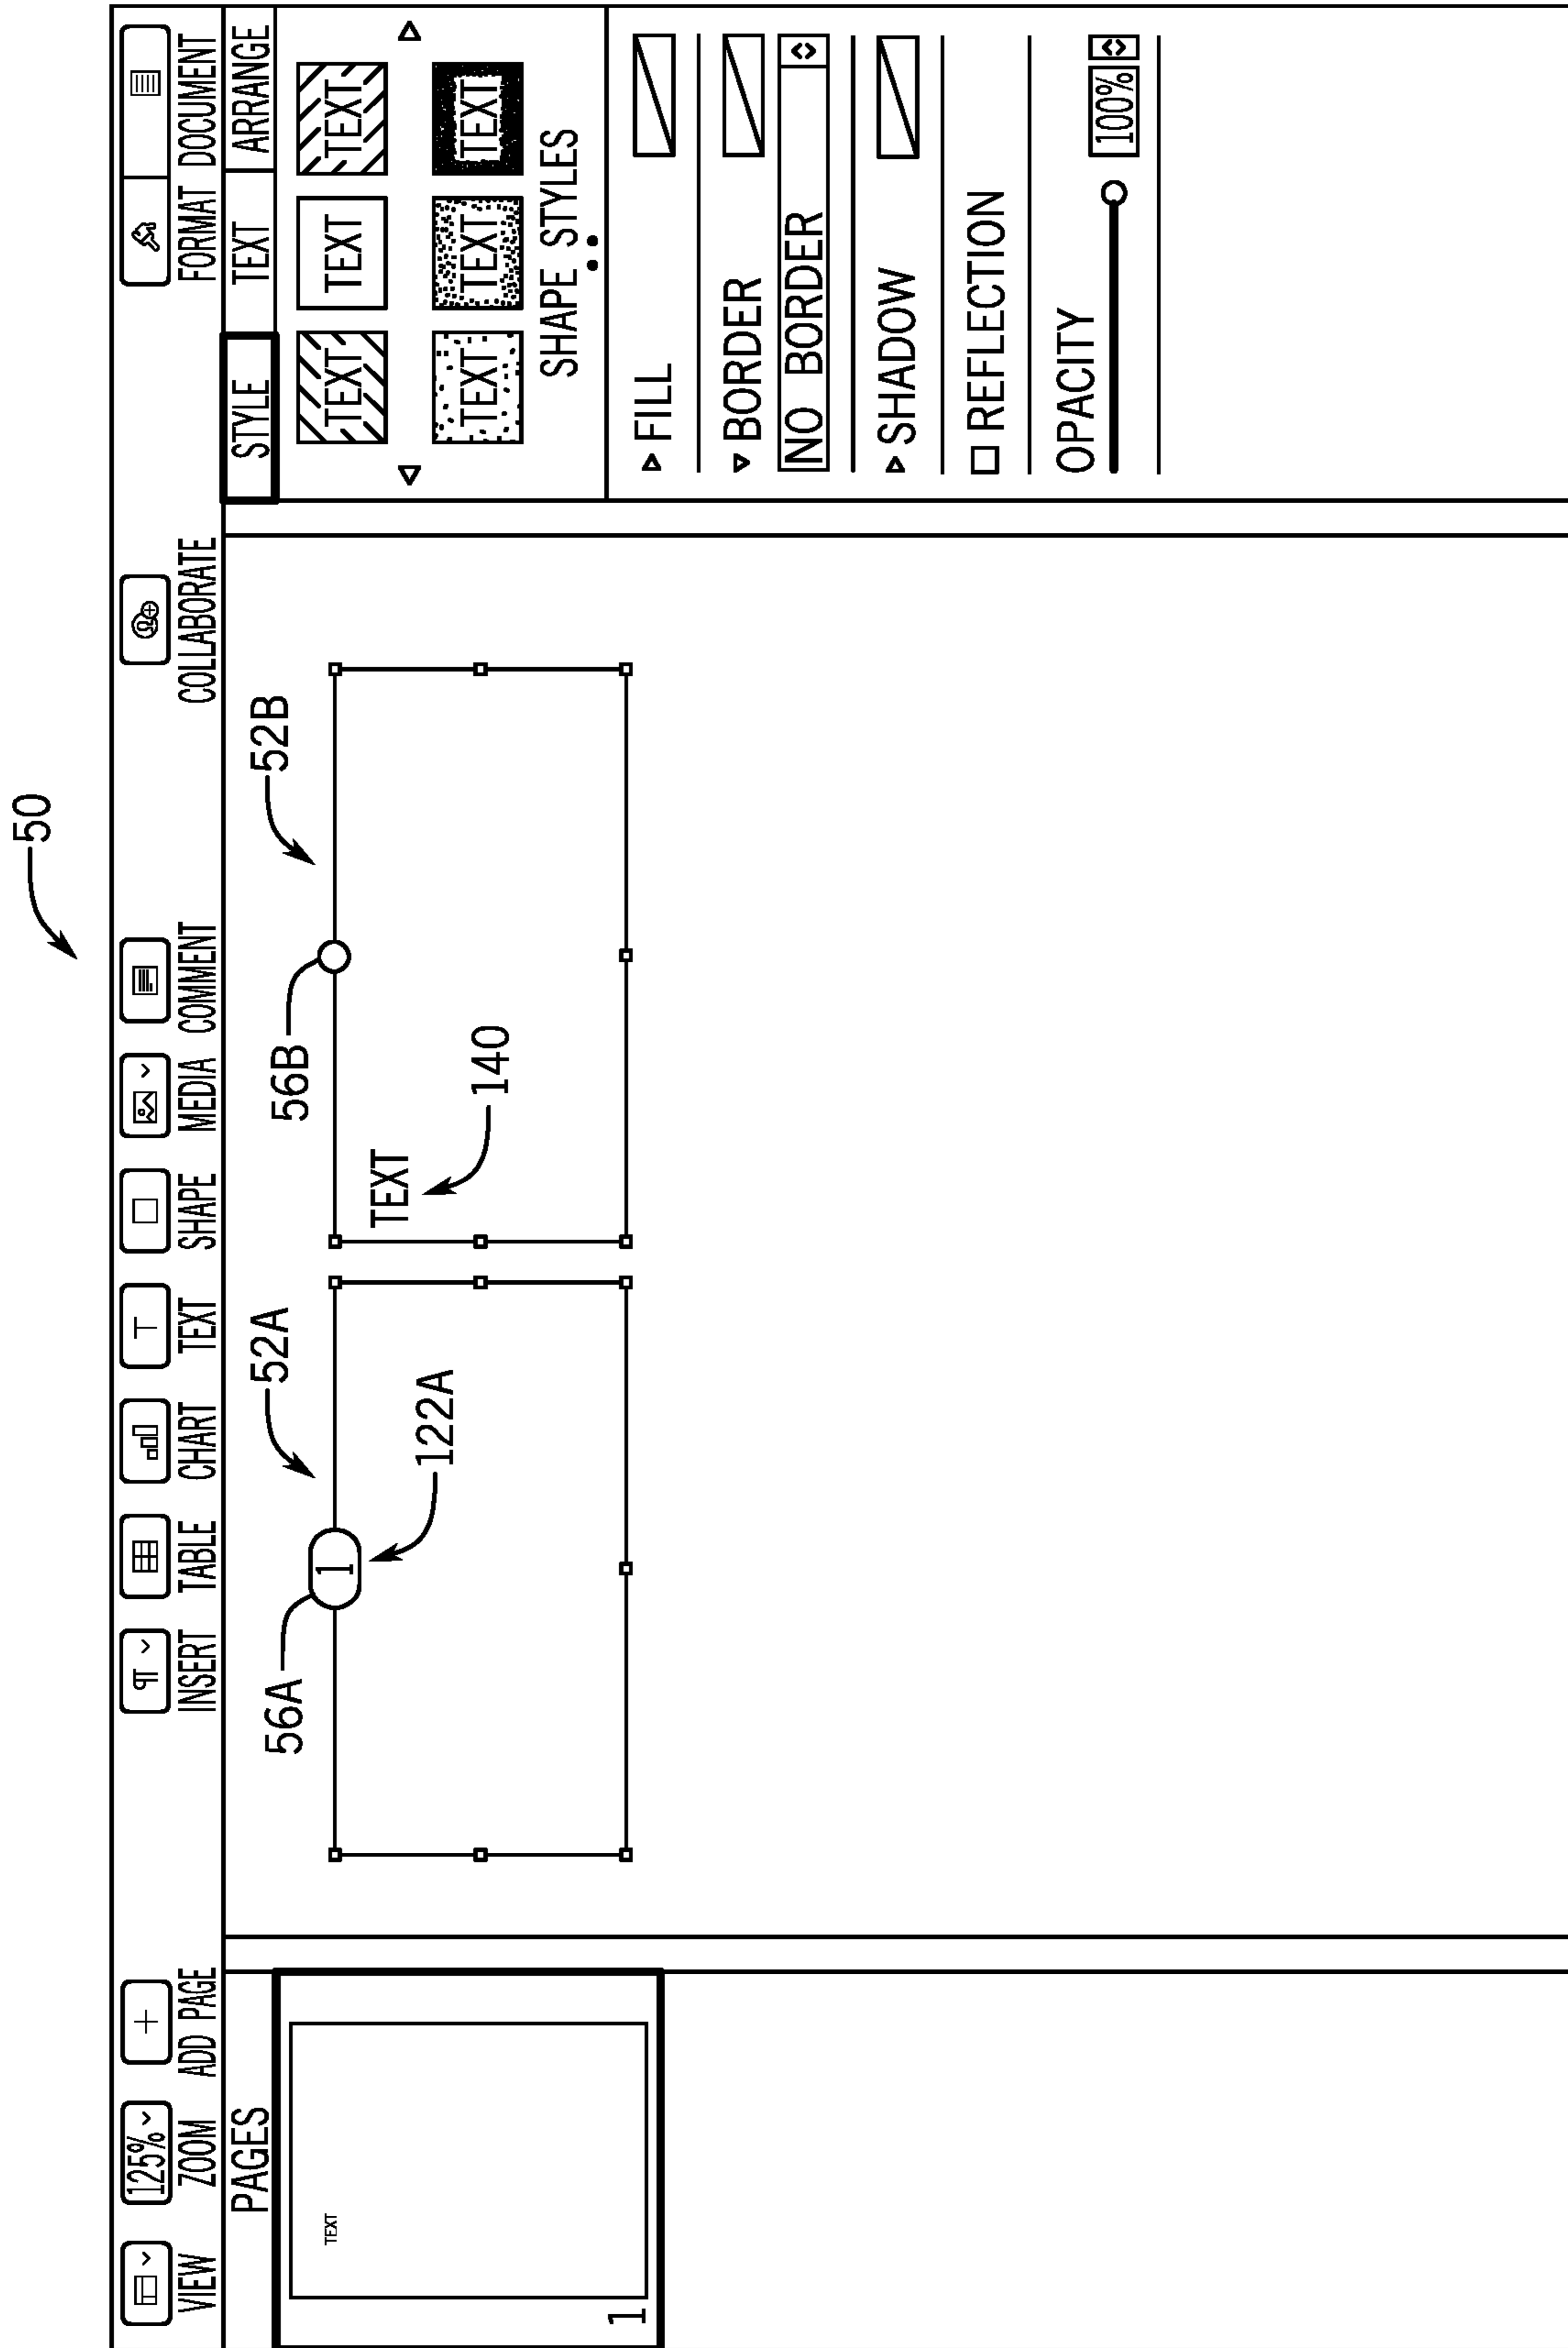 50
125%
VIEW ZOOM ADD PAGE INSERT TABLE CHART TEXT SHAPE MEDIA COMMENT COLLABORATE FORMAT DOCUMENT
PAGES
STYLE TEXT ARRANGE
TEXT
1
56A
1
52A
122A
56B
52B
TEXT
140
TEXT TEXT TEXT
TEXT TEXT TEXT
SHAPE STYLES
FILL
BORDER
NO BORDER
SHADOW
REFLECTION
OPACITY
100%